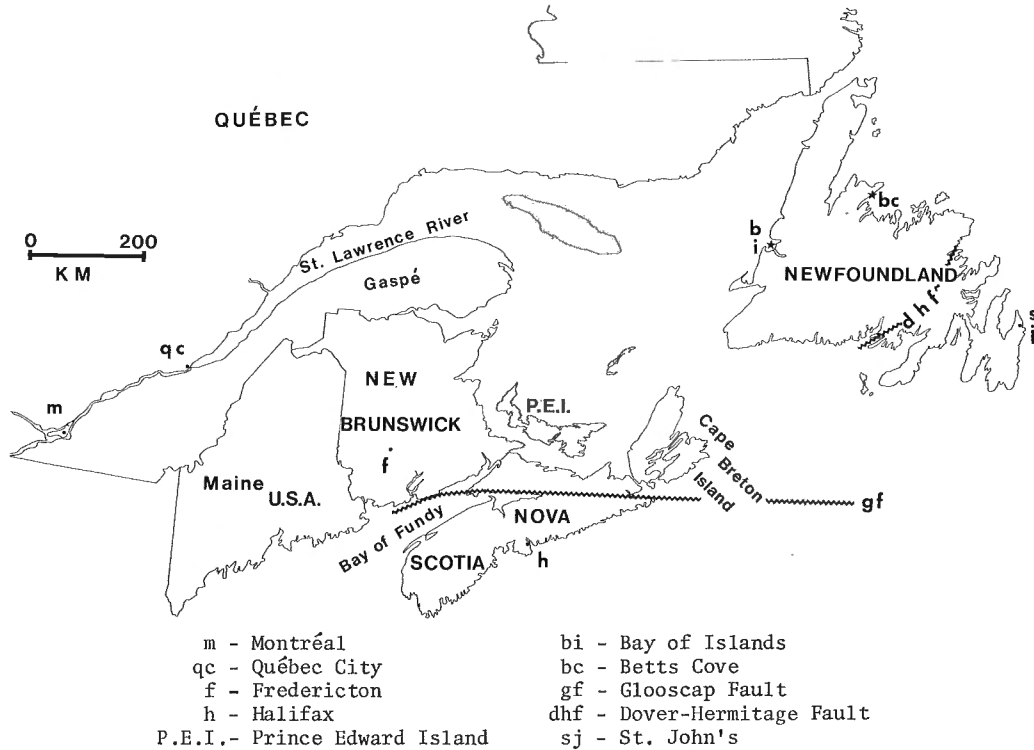 QUÉBEC
0 200
KM
St. Lawrence River
Gaspé
qc
m
NEW
BRUNSWICK
f
Maine
U.S.A.
P.E.I.
Bay of Fundy
NOVA
SCOTIA
h
Cape Breton
Island
gf
bc
b
i
NEWFOUNDLAND
d h f
m - Montréal
qc - Québec City
f - Fredericton
h - Halifax
P.E.I.- Prince Edward Island
bi - Bay of Islands
bc - Betts Cove
gf - Glooscap Fault
dhf - Dover-Hermitage Fault
sj - St. John's